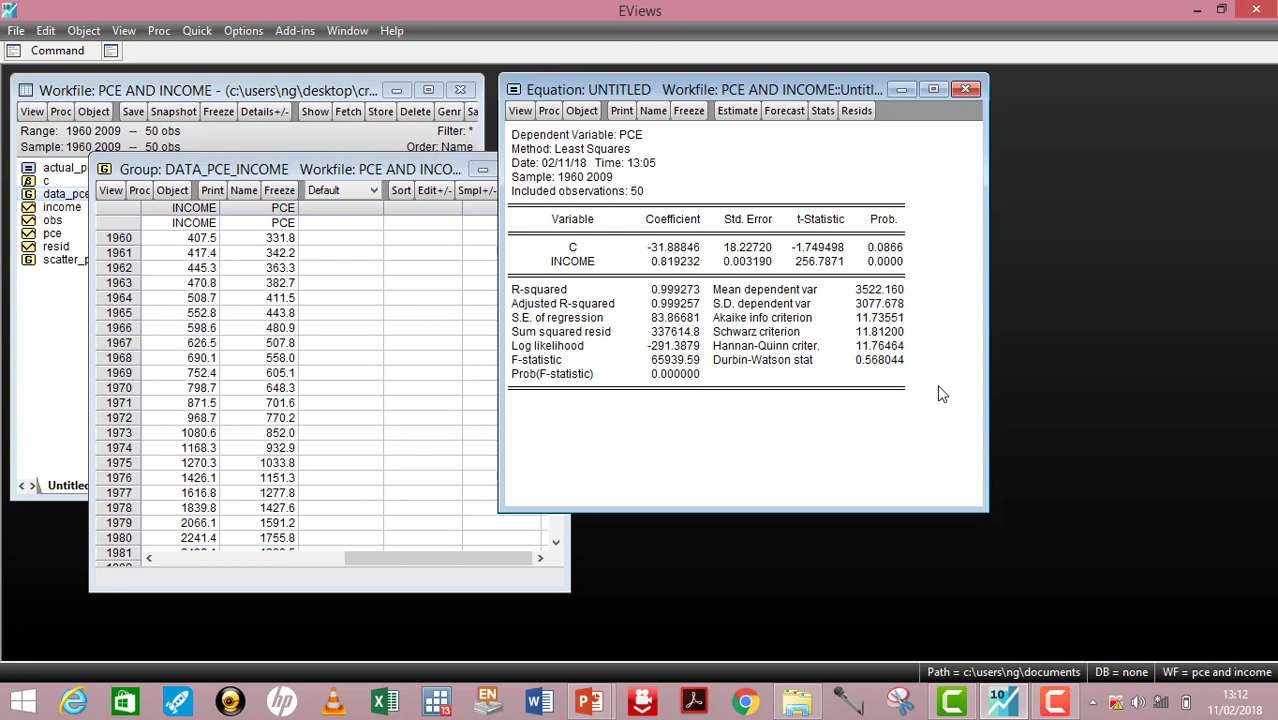 EViews
File Edit Object View Proc Quick Options Add-ins Window Help
Command
Workfile: PCE AND INCOME - (c:\users\ng\desktop\cr...
View Proc Object Save Snapshot Freeze Details+/- Show Fetch Store Delete Genr Sa
Range: 1960 2009 -- 50 obs Filter: *
Sample: 1960 2009 -- 50 obs Order: Name
actual_p
c
data_pce
income
obs
pce
resid
scatter_p
Untitled
Group: DATA_PCE_INCOME Workfile: PCE AND INCO...
View Proc Object Print Name Freeze Default Sort Edit+/- Smpl+/-
INCOME PCE
INCOME PCE
1960 407.5 331.8
1961 417.4 342.2
1962 445.3 363.3
1963 470.8 382.7
1964 508.7 411.5
1965 552.8 443.8
1966 598.6 480.9
1967 626.5 507.8
1968 690.1 558.0
1969 752.4 605.1
1970 798.7 648.3
1971 871.5 701.6
1972 968.7 770.2
1973 1080.6 852.0
1974 1168.3 932.9
1975 1270.3 1033.8
1976 1426.1 1151.3
1977 1616.8 1277.8
1978 1839.8 1427.6
1979 2066.1 1591.2
1980 2241.4 1755.8
1981
Equation: UNTITLED Workfile: PCE AND INCOME::Untitl...
View Proc Object Print Name Freeze Estimate Forecast Stats Resids
Dependent Variable: PCE
Method: Least Squares
Date: 02/11/18 Time: 13:05
Sample: 1960 2009
Included observations: 50
Variable Coefficient Std. Error t-Statistic Prob.
C -31.88846 18.22720 -1.749498 0.0866
INCOME 0.819232 0.003190 256.7871 0.0000
R-squared 0.999273 Mean dependent var 3522.160
Adjusted R-squared 0.999257 S.D. dependent var 3077.678
S.E. of regression 83.86681 Akaike info criterion 11.73551
Sum squared resid 337614.8 Schwarz criterion 11.81200
Log likelihood -291.3879 Hannan-Quinn criter. 11.76464
F-statistic 65939.59 Durbin-Watson stat 0.568044
Prob(F-statistic) 0.000000
Path = c:\users\ng\documents DB = none WF = pce and income
13:12
11/02/2018